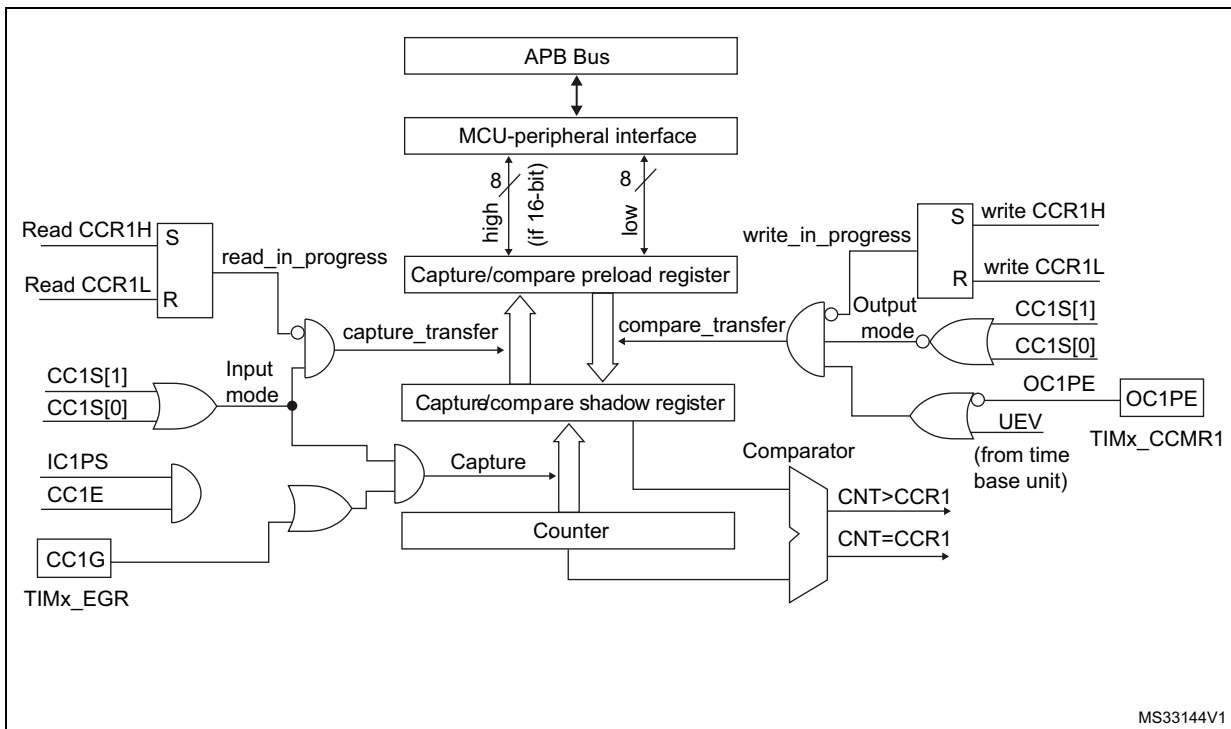 APB Bus
MCU-peripheral interface
8
high
(if 16-bit)
8
low
Read CCR1H
S
read_in_progress
Read CCR1L
R
write_in_progress
S
write CCR1H
R
write CCR1L
Capture/compare preload register
capture_transfer
compare_transfer
Output
mode
CC1S[1]
CC1S[0]
CC1S[1]
CC1S[0]
Input
mode
Capture/compare shadow register
OC1PE
OC1PE
UEV
TIMx_CCMR1
(from time
base unit)
IC1PS
CC1E
Capture
Comparator
CNT>CCR1
CNT=CCR1
Counter
CC1G
TIMx_EGR
MS33144V1